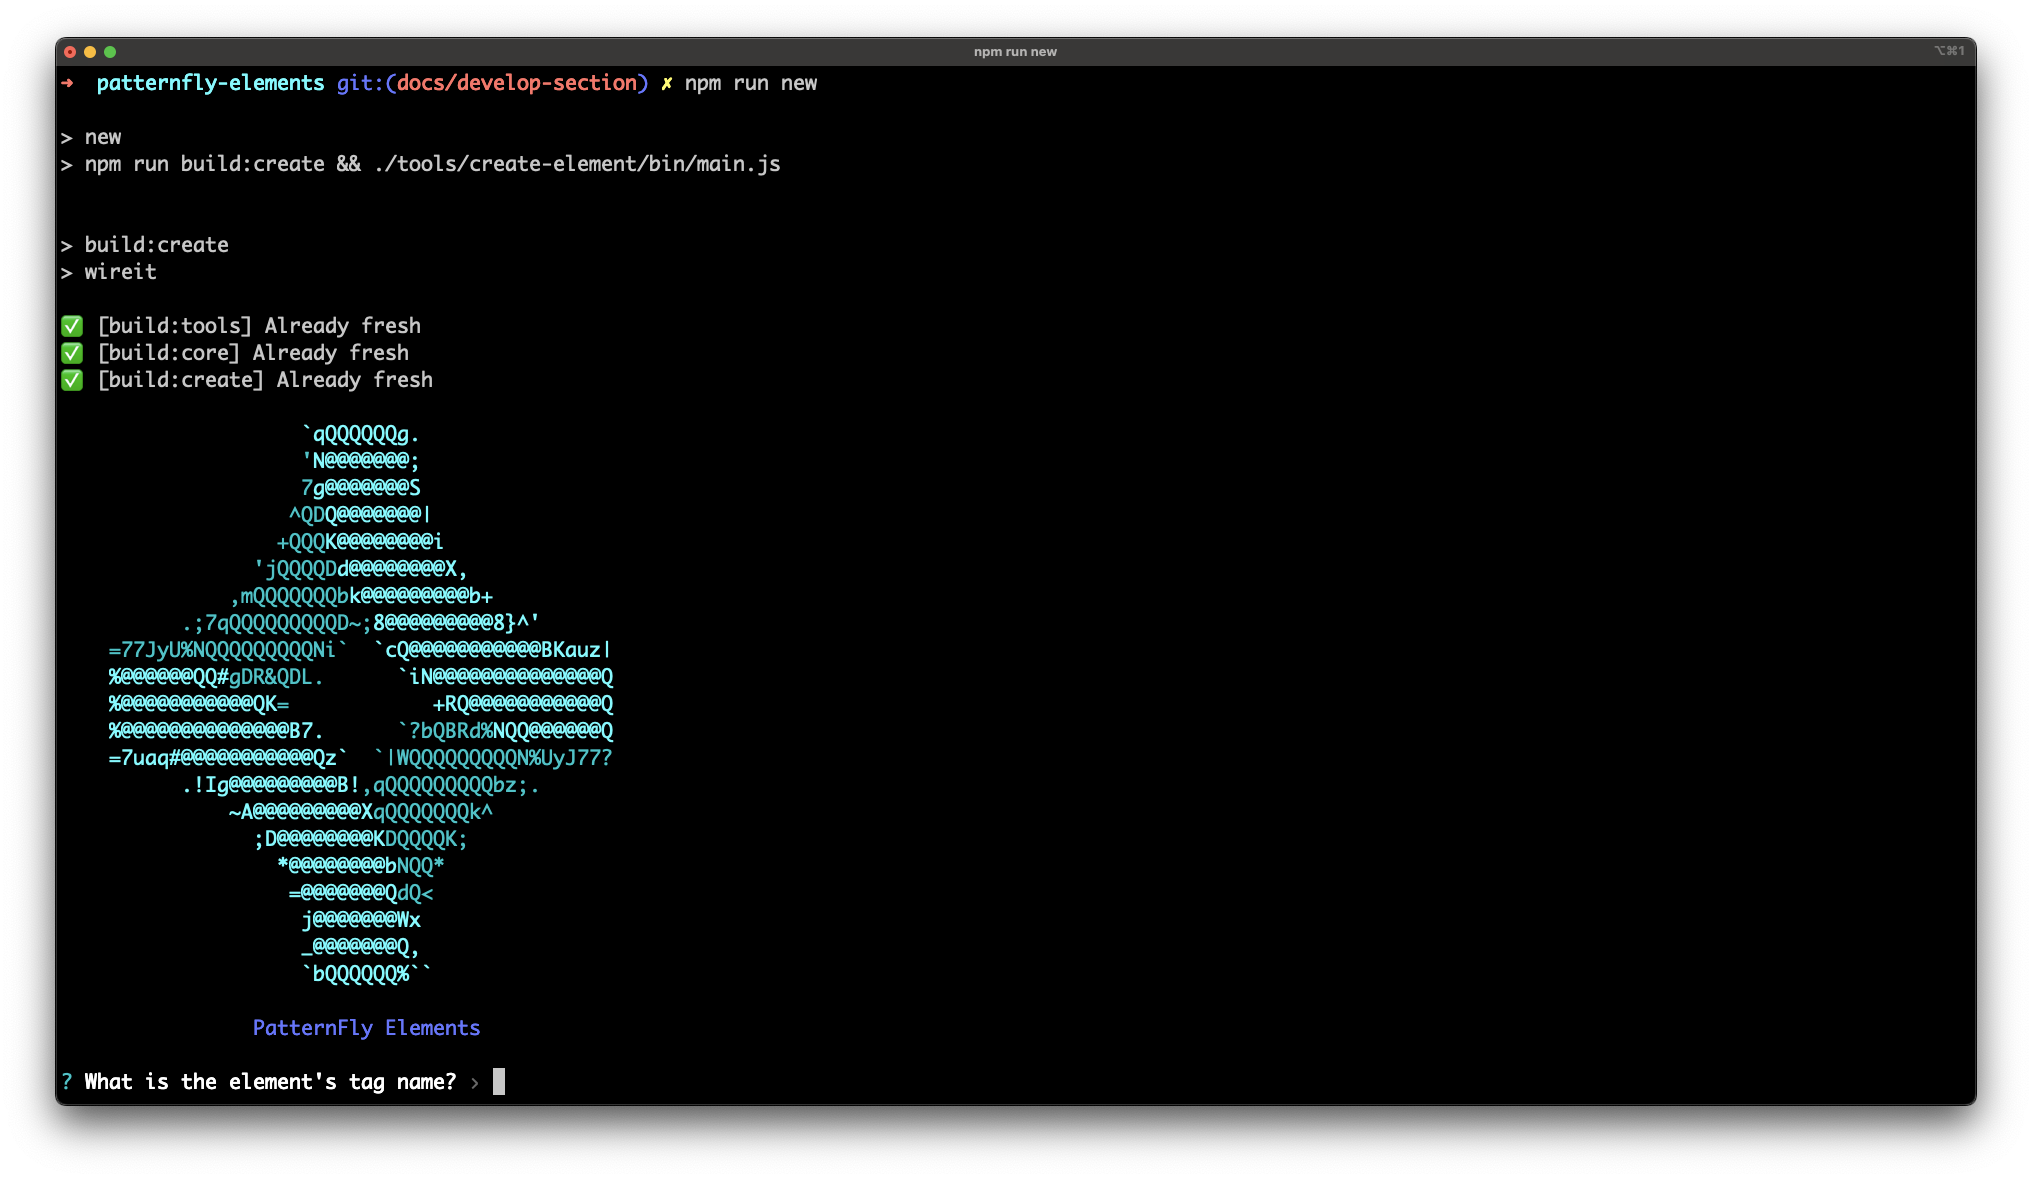 npm run new
⌥⌘1
➜  patternfly-elements git:(docs/develop-section) ✗ npm run new
> new
> npm run build:create && ./tools/create-element/bin/main.js
> build:create
> wireit
✅ [build:tools] Already fresh
✅ [build:core] Already fresh
✅ [build:create] Already fresh
                    `qQQQQQQg.
                    'N@@@@@@@;
                    7g@@@@@@@S
                   ^QDQ@@@@@@@|
                  +QQQK@@@@@@@@i
                'jQQQQDd@@@@@@@@X,
              ,mQQQQQQQbk@@@@@@@@@b+
          .;7qQQQQQQQQQD~;8@@@@@@@@@8}^'
    =77JyU%NQQQQQQQQQNi`  `cQ@@@@@@@@@@@BKauz|
    %@@@@@@QQ#gDR&QDL.      `iN@@@@@@@@@@@@@@Q
    %@@@@@@@@@@@QK=            +RQ@@@@@@@@@@@Q
    %@@@@@@@@@@@@@@B7.      `?bQBRd%NQQ@@@@@@Q
    =7uaq#@@@@@@@@@@@Qz`  `|WQQQQQQQQQN%UyJ77?
          .!Ig@@@@@@@@@B!,qQQQQQQQQQbz;.
              ~A@@@@@@@@@XqQQQQQQQk^
                ;D@@@@@@@@KDQQQQK;
                  *@@@@@@@@bNQQ*
                   =@@@@@@@QdQ<
                    j@@@@@@@Wx
                    _@@@@@@@Q,
                    `bQQQQQQ%``
PatternFly Elements
? What is the element's tag name? ›